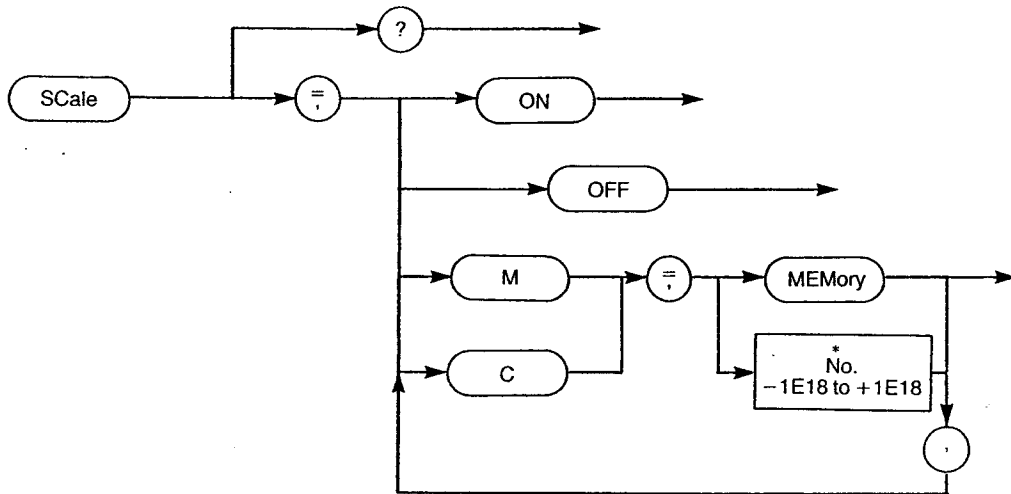 ?
SCale
=
,
ON
OFF
M
=
,
MEMory
C
*
No.
−1E18 to +1E18
,